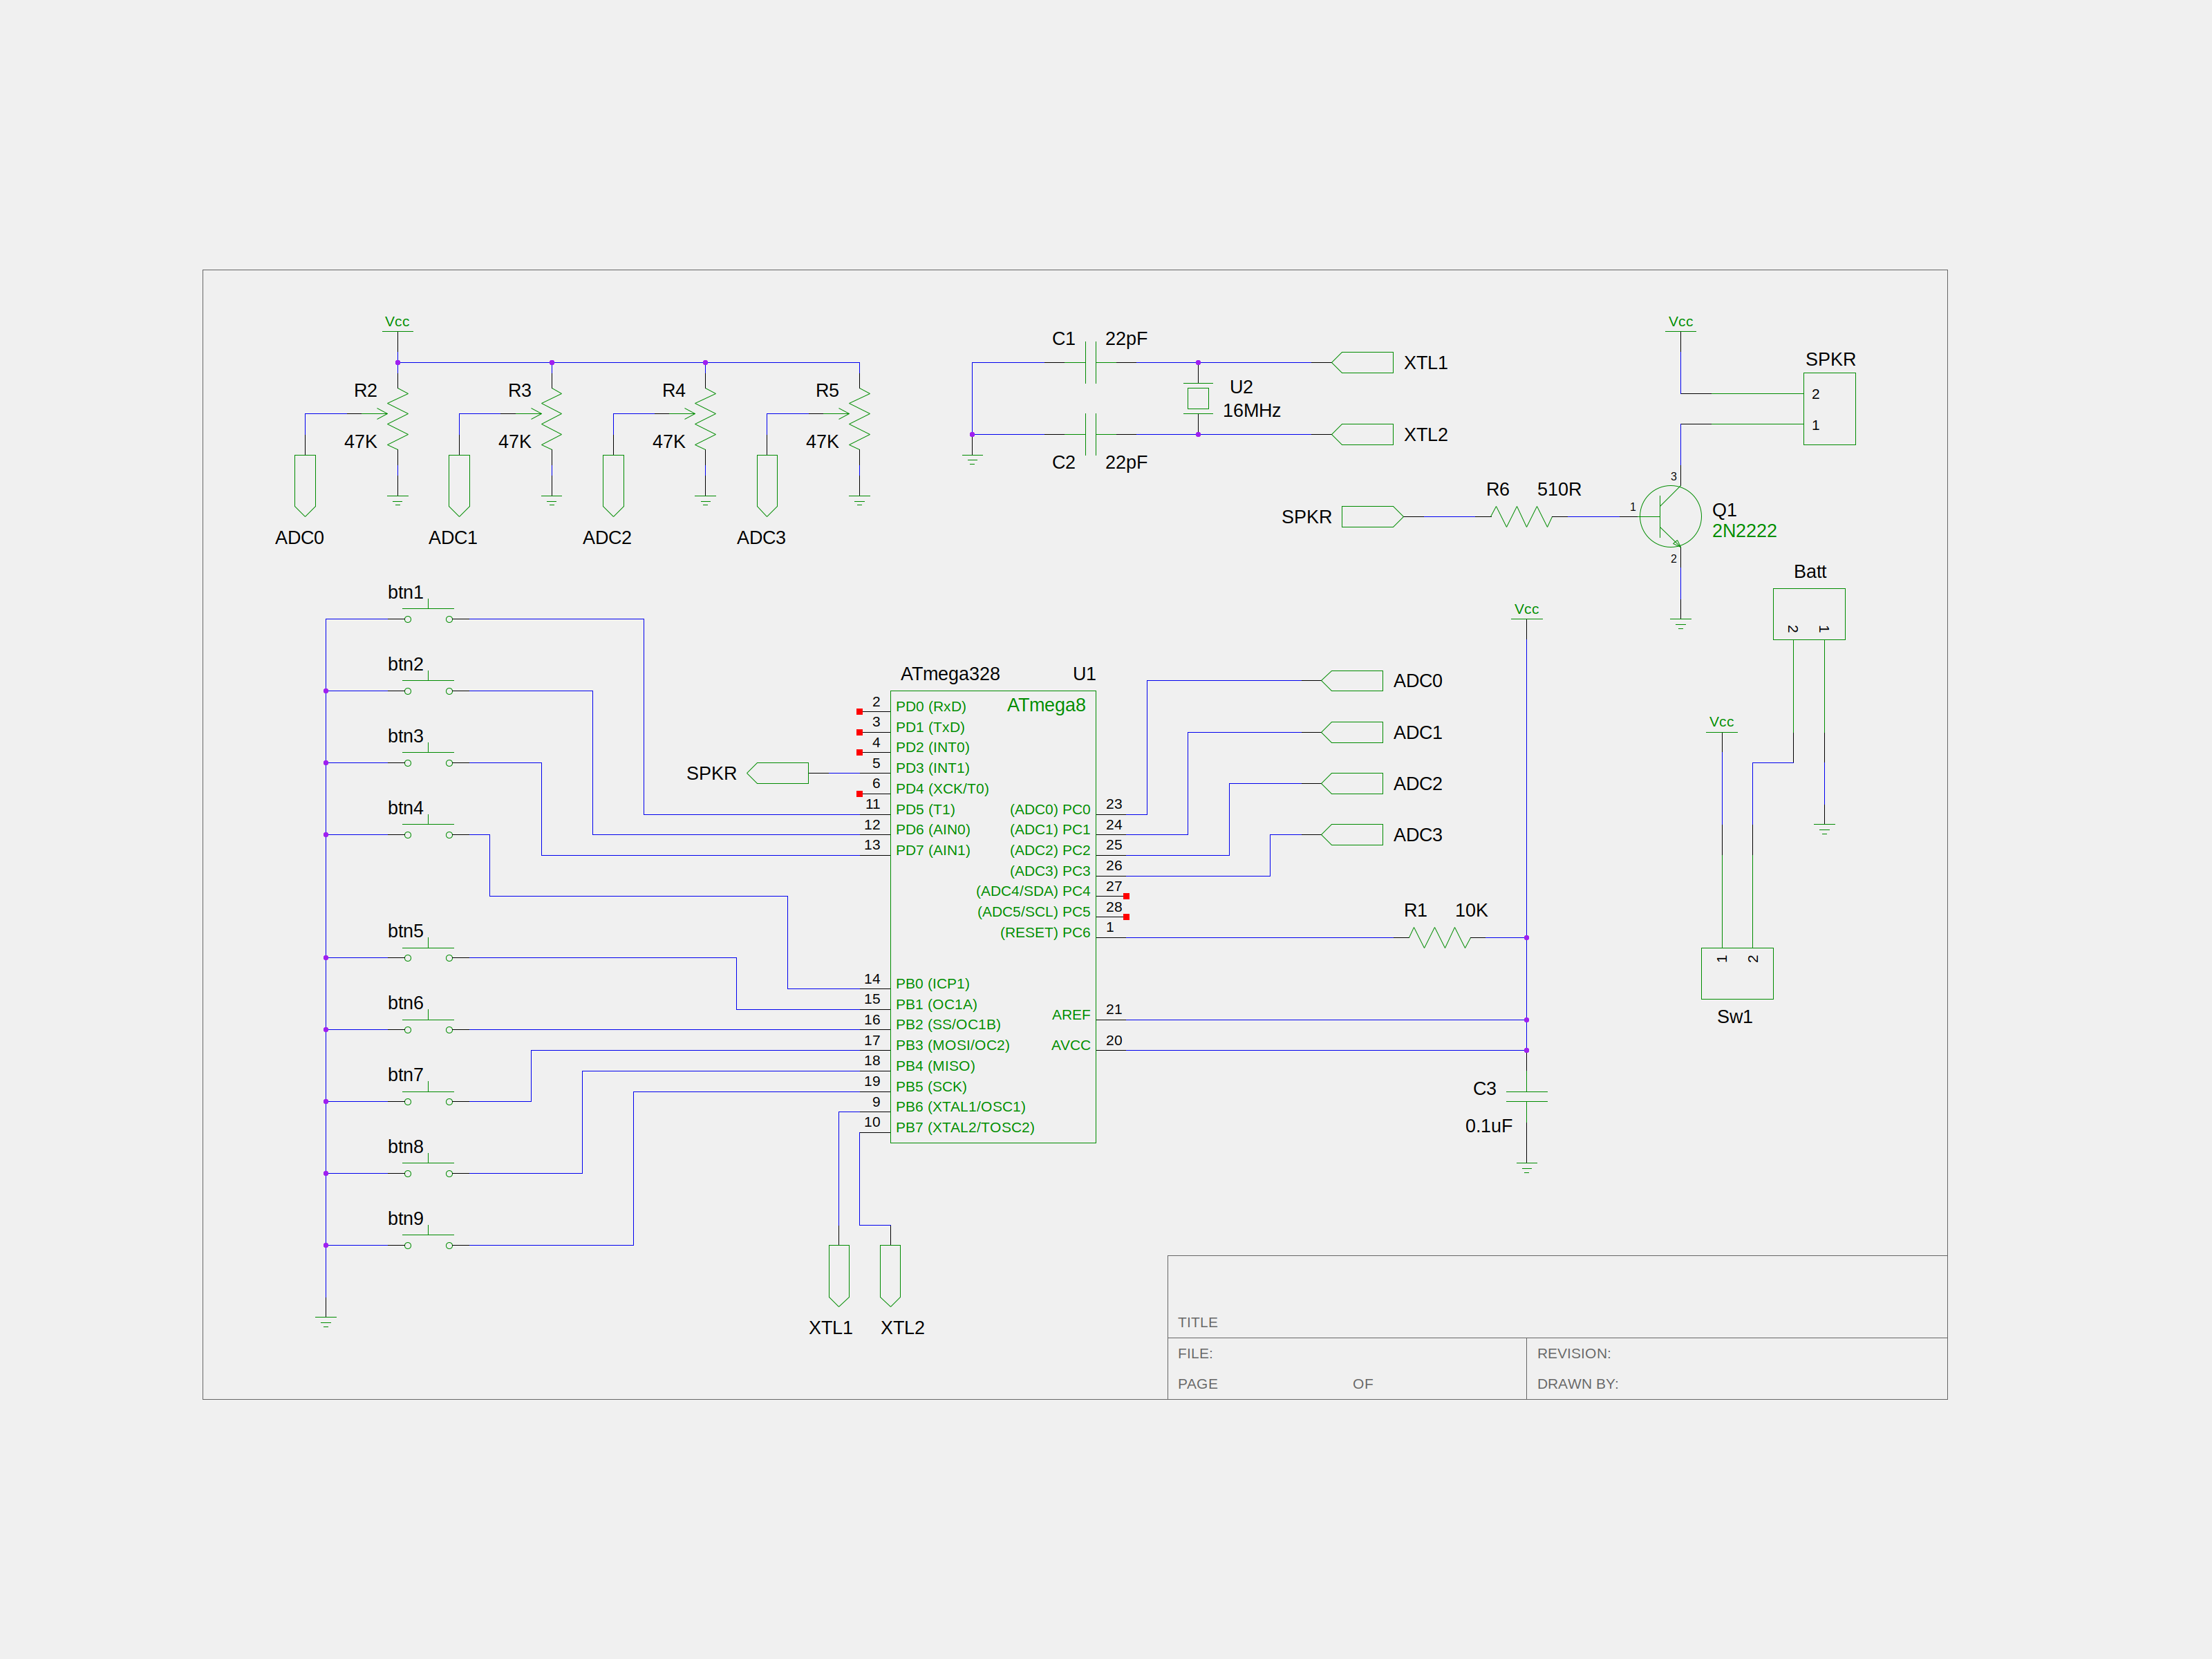 Vcc
R2
47K
R3
47K
R4
47K
R5
47K
ADC0
ADC1
ADC2
ADC3
C1 22pF
U2
16MHz
C2 22pF
XTL1
XTL2
Vcc
SPKR
2
1
SPKR
R6 510R
1
3
2
Q1
2N2222
Batt
2 1
Vcc
1 2
Sw1
btn1
btn2
btn3
btn4
btn5
btn6
btn7
btn8
btn9
SPKR
ATmega328 U1
ATmega8
2 PD0 (RxD)
3 PD1 (TxD)
4 PD2 (INT0)
5 PD3 (INT1)
6 PD4 (XCK/T0)
11 PD5 (T1)
12 PD6 (AIN0)
13 PD7 (AIN1)
14 PB0 (ICP1)
15 PB1 (OC1A)
16 PB2 (SS/OC1B)
17 PB3 (MOSI/OC2)
18 PB4 (MISO)
19 PB5 (SCK)
9 PB6 (XTAL1/OSC1)
10 PB7 (XTAL2/TOSC2)
(ADC0) PC0 23
(ADC1) PC1 24
(ADC2) PC2 25
(ADC3) PC3 26
(ADC4/SDA) PC4 27
(ADC5/SCL) PC5 28
(RESET) PC6 1
AREF 21
AVCC 20
ADC0
ADC1
ADC2
ADC3
Vcc
R1 10K
C3
0.1uF
XTL1
XTL2
TITLE
FILE:
REVISION:
PAGE OF
DRAWN BY: